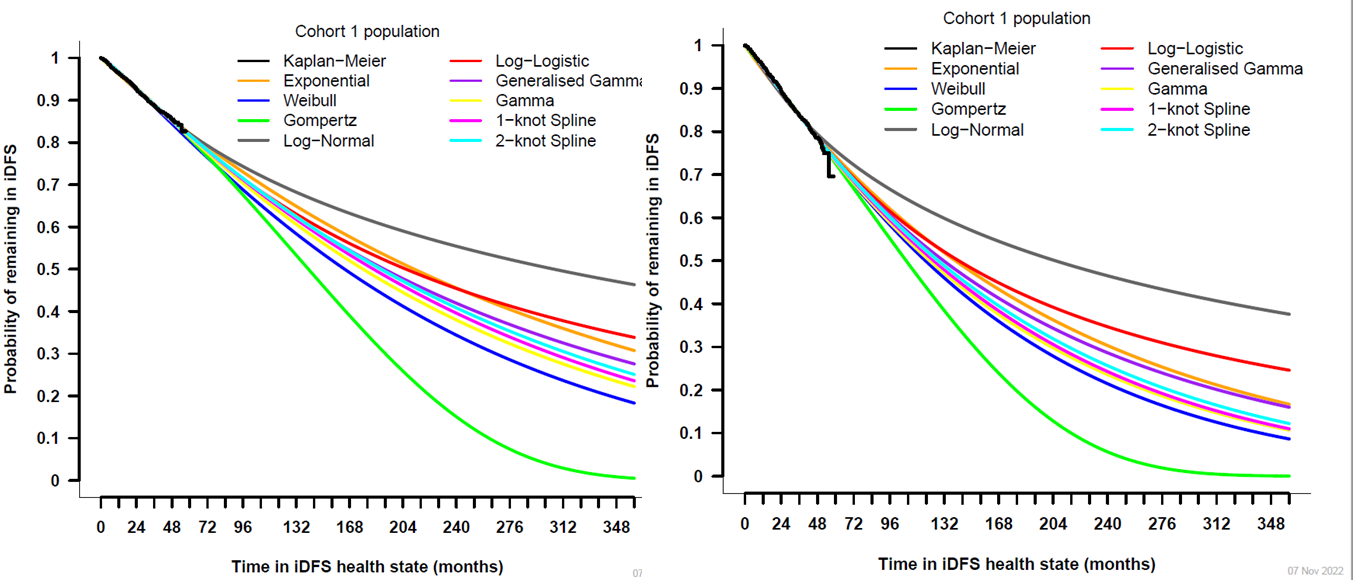 Cohort 1 population
Kaplan−Meier
Exponential
Weibull
Gompertz
Log−Normal
Log−Logistic
Generalised Gamma
Gamma
1−knot Spline
2−knot Spline
Probability of remaining in iDFS
1
0.9
0.8
0.7
0.6
0.5
0.4
0.3
0.2
0.1
0
0 24 48 72 96 132 168 204 240 276 312 348
Time in iDFS health state (months)
07
Cohort 1 population
Kaplan−Meier
Exponential
Weibull
Gompertz
Log−Normal
Log−Logistic
Generalised Gamma
Gamma
1−knot Spline
2−knot Spline
Probability of remaining in iDFS
1
0.9
0.8
0.7
0.6
0.5
0.4
0.3
0.2
0.1
0
0 24 48 72 96 132 168 204 240 276 312 348
Time in iDFS health state (months)
07 Nov 2022